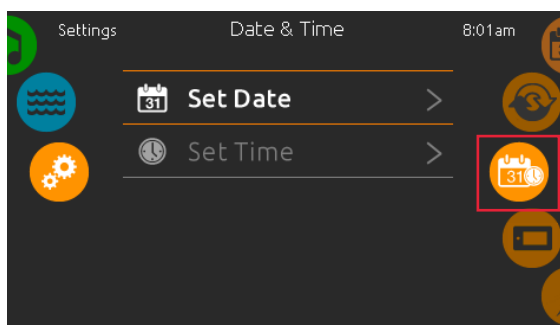 Settings
Date & Time
8:01am
31
Set Date
Set Time
31